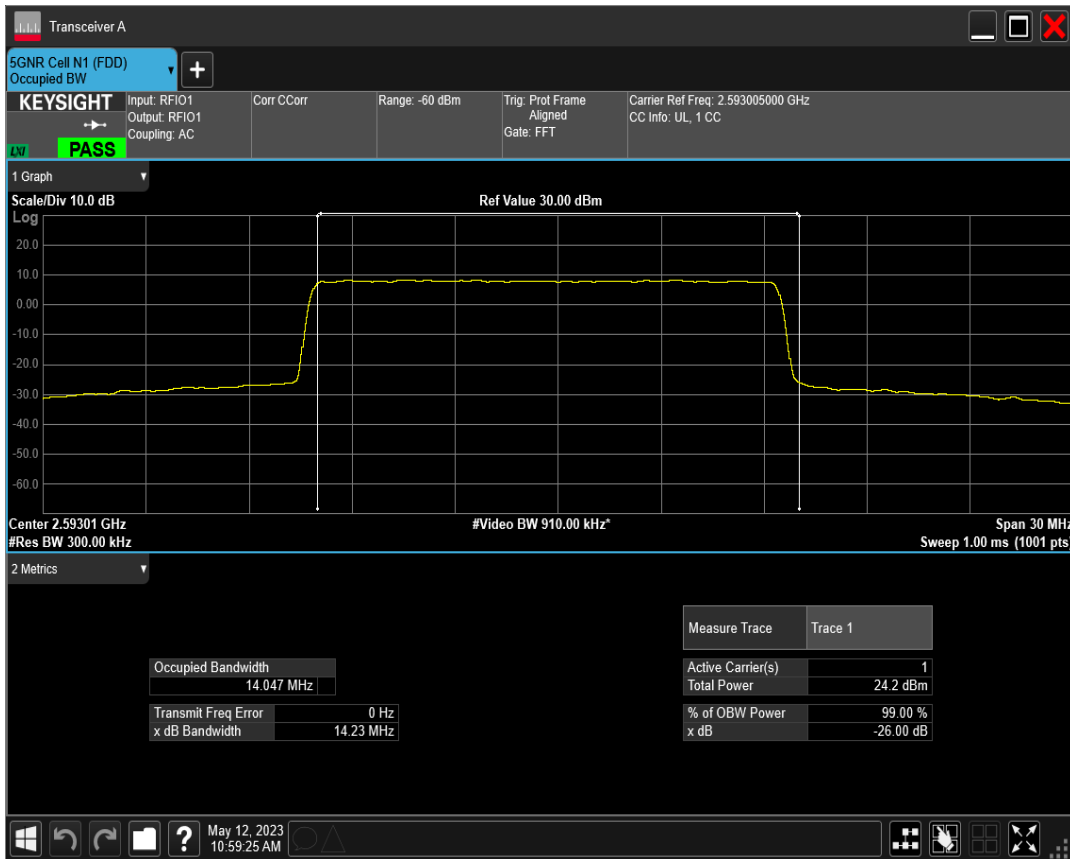 Transceiver A
5GNR Cell N1 (FDD)
Occupied BW
+
KEYSIGHT
LXI
PASS
Input: RFIO1
Output: RFIO1
Coupling: AC
Corr CCorr
Range: -60 dBm
Trig: Prot Frame
Aligned
Gate: FFT
Carrier Ref Freq: 2.593005000 GHz
CC Info: UL, 1 CC
1 Graph
Scale/Div 10.0 dB
Ref Value 30.00 dBm
Log
20.0
10.0
0.00
-10.0
-20.0
-30.0
-40.0
-50.0
-60.0
Center 2.59301 GHz
#Video BW 910.00 kHz*
Span 30 MHz
#Res BW 300.00 kHz
Sweep 1.00 ms (1001 pts)
2 Metrics
Measure Trace Trace 1
Occupied Bandwidth
14.047 MHz
Active Carrier(s) 1
Total Power 24.2 dBm
Transmit Freq Error 0 Hz
x dB Bandwidth 14.23 MHz
% of OBW Power 99.00 %
x dB -26.00 dB
?
May 12, 2023
10:59:25 AM